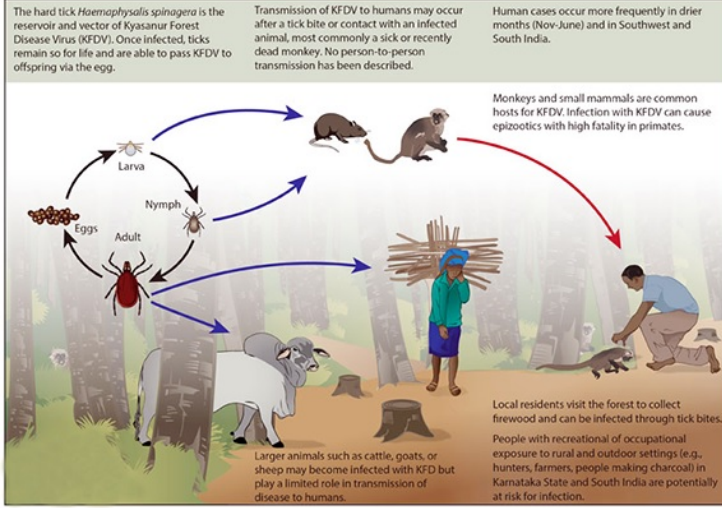 The hard tick Haemaphysalis spinagera is the
reservoir and vector of Kyasanur Forest
Disease Virus (KFDV). Once infected, ticks
remain so for life and are able to pass KFDV to
offspring via the egg.
Transmission of KFDV to humans may occur
after a tick bite or contact with an infected
animal, most commonly a sick or recently
dead monkey. No person-to-person
transmission has been described.
Human cases occur more frequently in drier
months (Nov-June) and in Southwest and
South India.
Monkeys and small mammals are common
hosts for KFDV. Infection with KFDV can cause
epizootics with high fatality in primates.
Larva
Nymph
Eggs
Adult
Larger animals such as cattle, goats, or
sheep may become infected with KFD but
play a limited role in transmission of
disease to humans.
Local residents visit the forest to collect
firewood and can be infected through tick bites.
People with recreational of occupational
exposure to rural and outdoor settings (e.g.,
hunters, farmers, people making charcoal) in
Karnataka State and South India are potentially
at risk for infection.